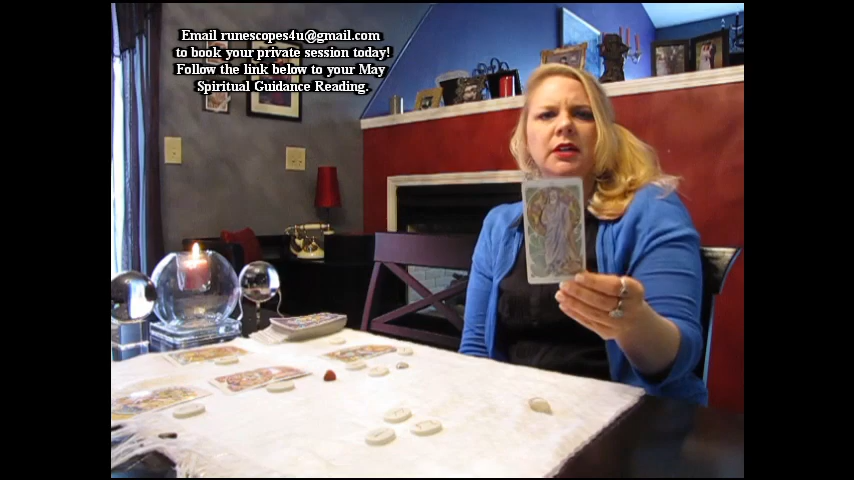 Email runescopes4u@gmail.com
to book your private session today!
Follow the link below to your May
Spiritual Guidance Reading.